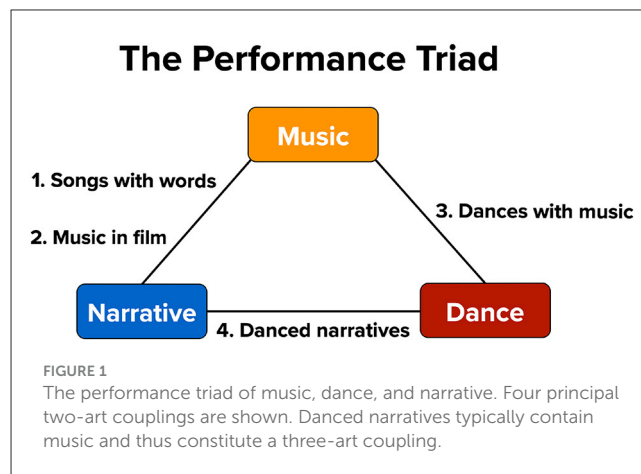 The Performance Triad
Music
1. Songs with words
3. Dances with music
2. Music in film
Narrative
Dance
4. Danced narratives
FIGURE 1
The performance triad of music, dance, and narrative. Four principal
two-art couplings are shown. Danced narratives typically contain
music and thus constitute a three-art coupling.